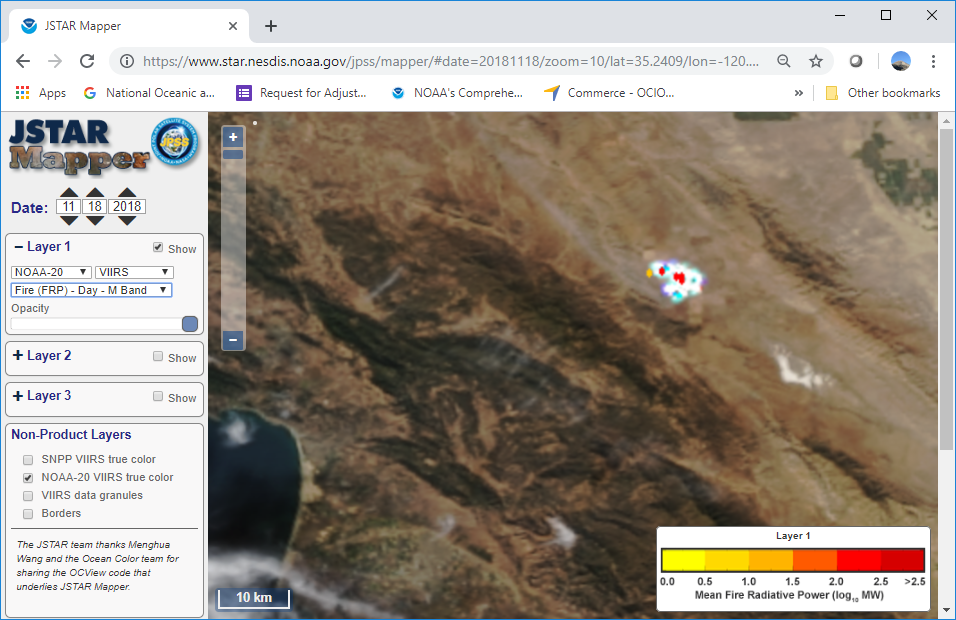 JSTAR Mapper
https://www.star.nesdis.noaa.gov/jpss/mapper/#date=20181118/zoom=10/lat=35.2409/lon=-120....
Apps
National Oceanic a...
Request for Adjust...
NOAA's Comprehe...
Commerce - OCIO...
»
Other bookmarks
JSTAR
Mapper
JPSS
Date: 11 18 2018
− Layer 1 Show
NOAA-20 VIIRS
Fire (FRP) - Day - M Band
Opacity
+ Layer 2 Show
+ Layer 3 Show
Non-Product Layers
SNPP VIIRS true color
NOAA-20 VIIRS true color
VIIRS data granules
Borders
The JSTAR team thanks Menghua
Wang and the Ocean Color team for
sharing the OCView code that
underlies JSTAR Mapper.
+
−
10 km
Layer 1
0.0 0.5 1.0 1.5 2.0 2.5 >2.5
Mean Fire Radiative Power (log₁₀ MW)